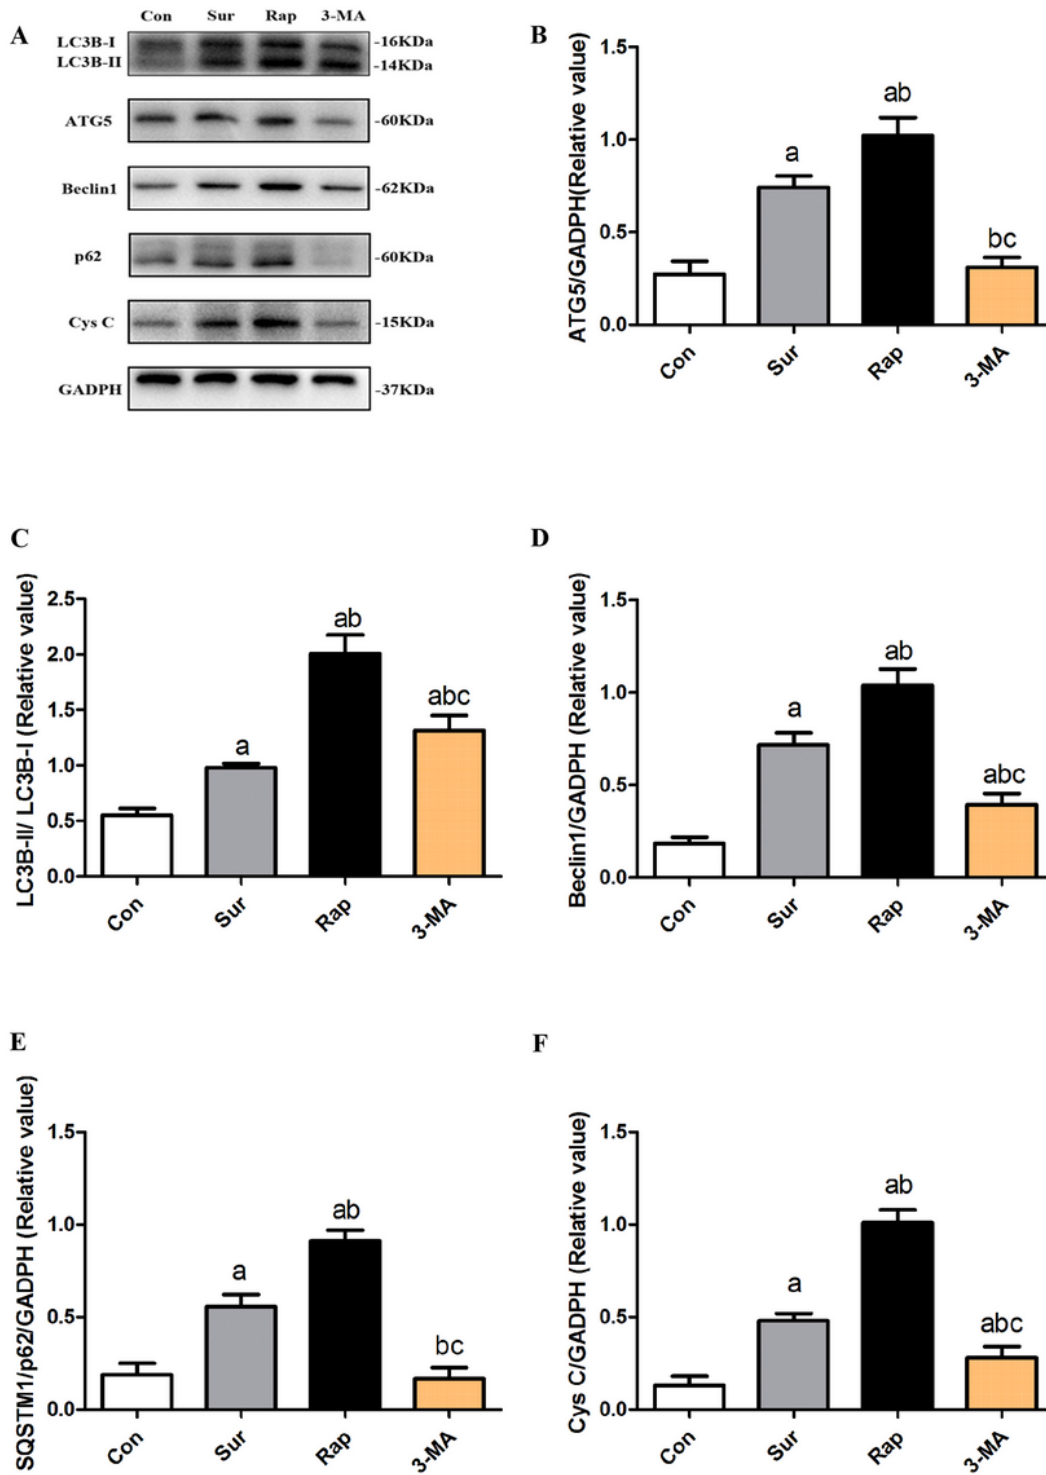 A
Con Sur Rap 3-MA
LC3B-I -16KDa
LC3B-II -14KDa
ATG5 -60KDa
Beclin1 -62KDa
p62 -60KDa
Cys C -15KDa
GADPH -37KDa
B
ATG5/GADPH(Relative value)
1.5
1.0
0.5
0.0
a
ab
bc
Con Sur Rap 3-MA
C
LC3B-II/ LC3B-I (Relative value)
2.5
2.0
1.5
1.0
0.5
0.0
a
ab
abc
Con Sur Rap 3-MA
D
Beclin1/GADPH (Relative value)
1.5
1.0
0.5
0.0
a
ab
abc
Con Sur Rap 3-MA
E
SQSTM1/p62/GADPH (Relative value)
1.5
1.0
0.5
0.0
a
ab
bc
Con Sur Rap 3-MA
F
Cys C/GADPH (Relative value)
1.5
1.0
0.5
0.0
a
ab
abc
Con Sur Rap 3-MA